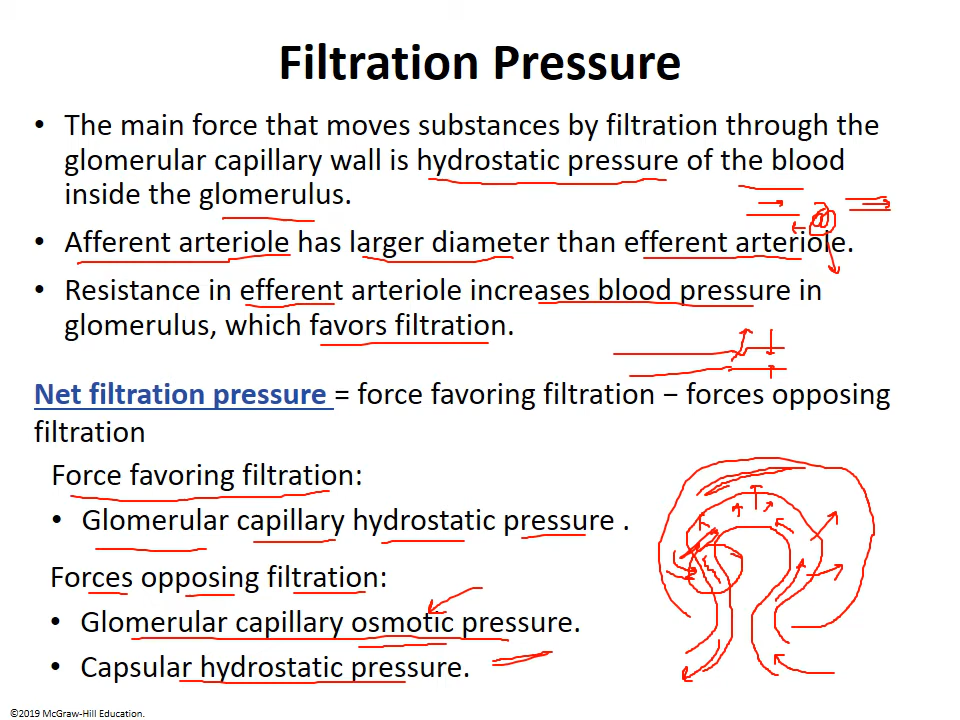 Filtration Pressure
• The main force that moves substances by filtration through the
glomerular capillary wall is hydrostatic pressure of the blood
inside the glomerulus.
• Afferent arteriole has larger diameter than efferent arteriole.
• Resistance in efferent arteriole increases blood pressure in
glomerulus, which favors filtration.
Net filtration pressure = force favoring filtration − forces opposing
filtration
Force favoring filtration:
• Glomerular capillary hydrostatic pressure .
Forces opposing filtration:
• Glomerular capillary osmotic pressure.
• Capsular hydrostatic pressure.
©2019 McGraw-Hill Education.